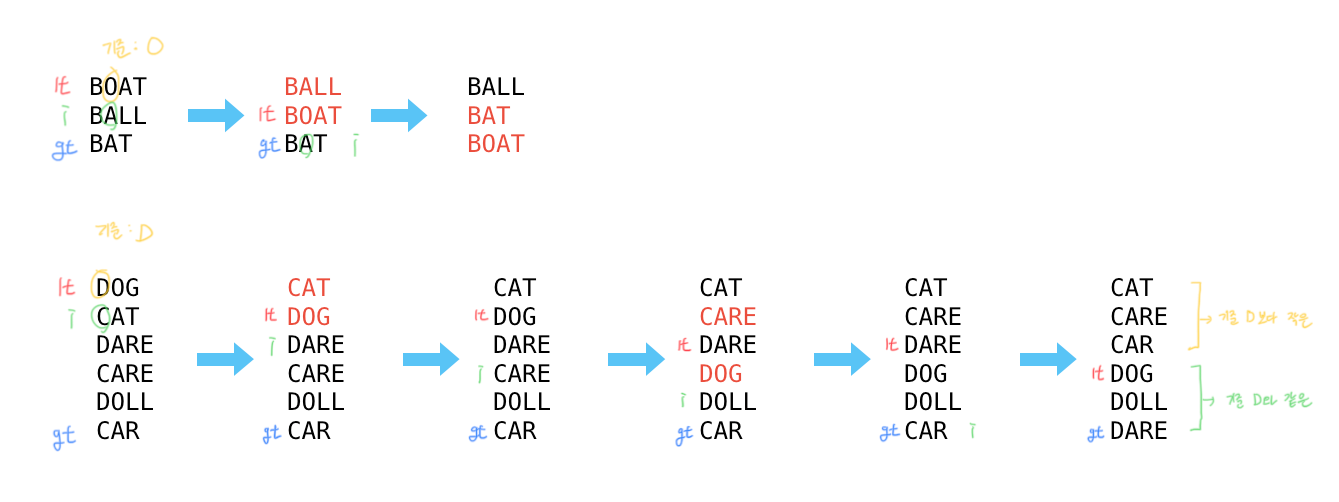 기준: O
lt BOAT BALL BALL
i BALL lt BOAT BAT
gt BAT gt BAT i BOAT
기준: D
lt DOG CAT CAT CAT CAT CAT
i CAT lt DOG lt DOG CARE CARE CARE 기준 D보다 작은
DARE i DARE DARE lt DARE lt DARE CAR
CARE CARE i CARE DOG DOG lt DOG
DOLL DOLL DOLL i DOLL DOLL DOLL 기준 D와 같은
gt CAR gt CAR gt CAR gt CAR gt CAR i gt DARE